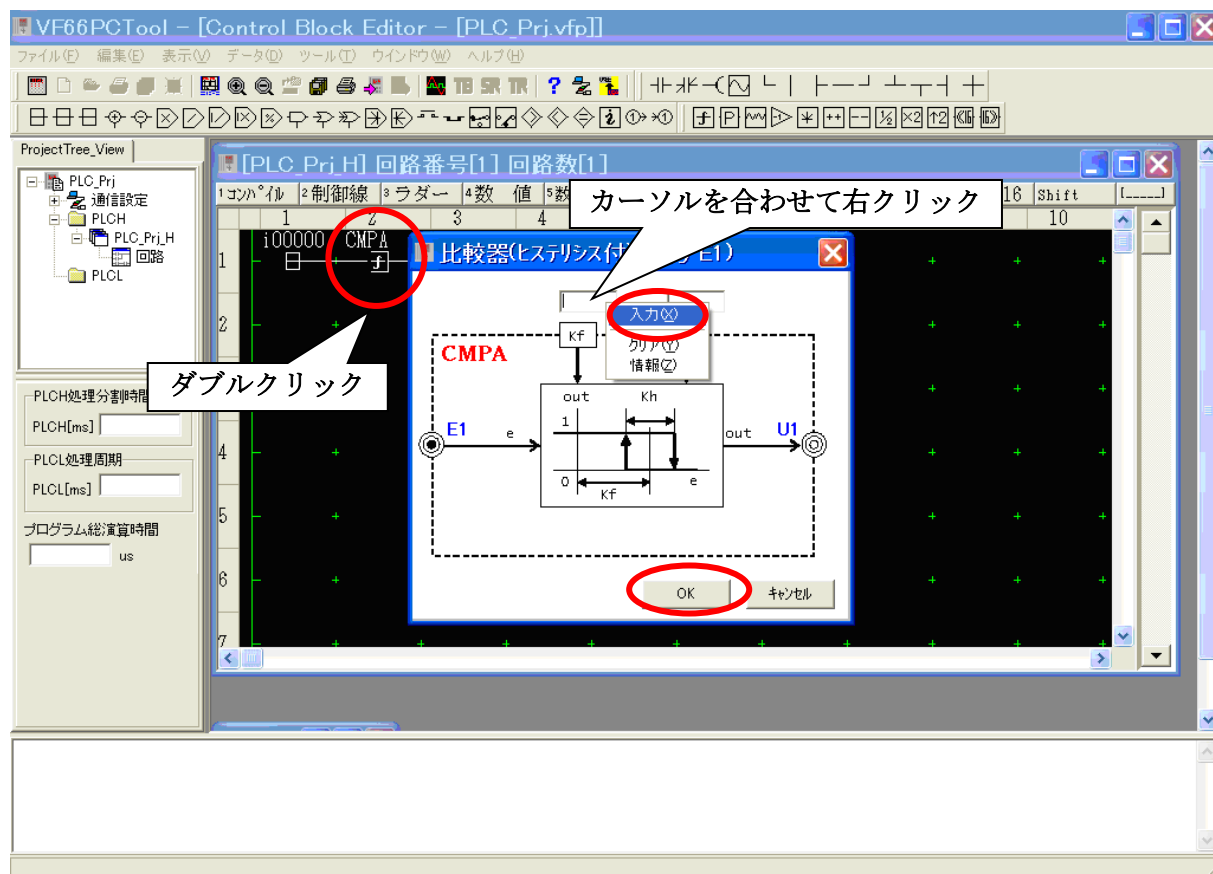 VF66PCTool - [Control Block Editor - [PLC_Prj.vfp]]
ファイル(F) 編集(E) 表示(V) データ(D) ツール(T) ウインドウ(W) ヘルプ(H)
TB SR TR
ProjectTree_View
PLC_Prj
通信設定
PLCH
PLC_Prj_H
回路
PLCL
[PLC_Prj_H] 回路番号[1] 回路数[1]
1コンパイル 2制御線 3ラダー 4数 値 5数
16 Shift [.....]
1 2 3 4 10
カーソルを合わせて右クリック
i00000 CMPA
比較器(ヒステリシス付
E1)
入力(X)
クリア(Y)
情報(Z)
Kf
CMPA
out Kh
1
E1 e
out U1
0 Kf e
OK キャンセル
ダブルクリック
1
2
4
5
6
7
PLCH処理分割時間
PLCH[ms]
PLCL処理周期
PLCL[ms]
プログラム総演算時間
us